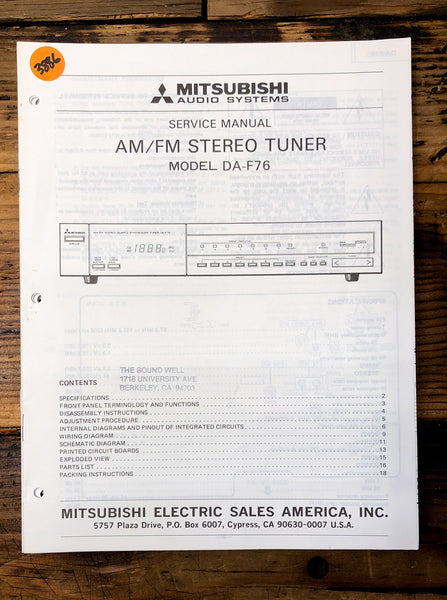 3886
MITSUBISHI
AUDIO SYSTEMS
SERVICE MANUAL
AM/FM STEREO TUNER
MODEL DA-F76
MITSUBISHI
1888
THE SOUND WELL
1718 UNIVERSITY AVE
BERKELEY, CA 94703
CONTENTS
SPECIFICATIONS 2
FRONT PANEL TERMINOLOGY AND FUNCTIONS 3
DISASSEMBLY INSTRUCTIONS 4
ADJUSTMENT PROCEDURE 5
INTERNAL DIAGRAMS AND PINOUT OF INTEGRATED CIRCUITS 6
WIRING DIAGRAM 9
SCHEMATIC DIAGRAM 11
PRINTED CIRCUIT BOARDS 13
EXPLODED VIEW 15
PARTS LIST 16
PACKING INSTRUCTIONS 18
MITSUBISHI ELECTRIC SALES AMERICA, INC.
5757 Plaza Drive, P.O. Box 6007, Cypress, CA 90630-0007 U.S.A.